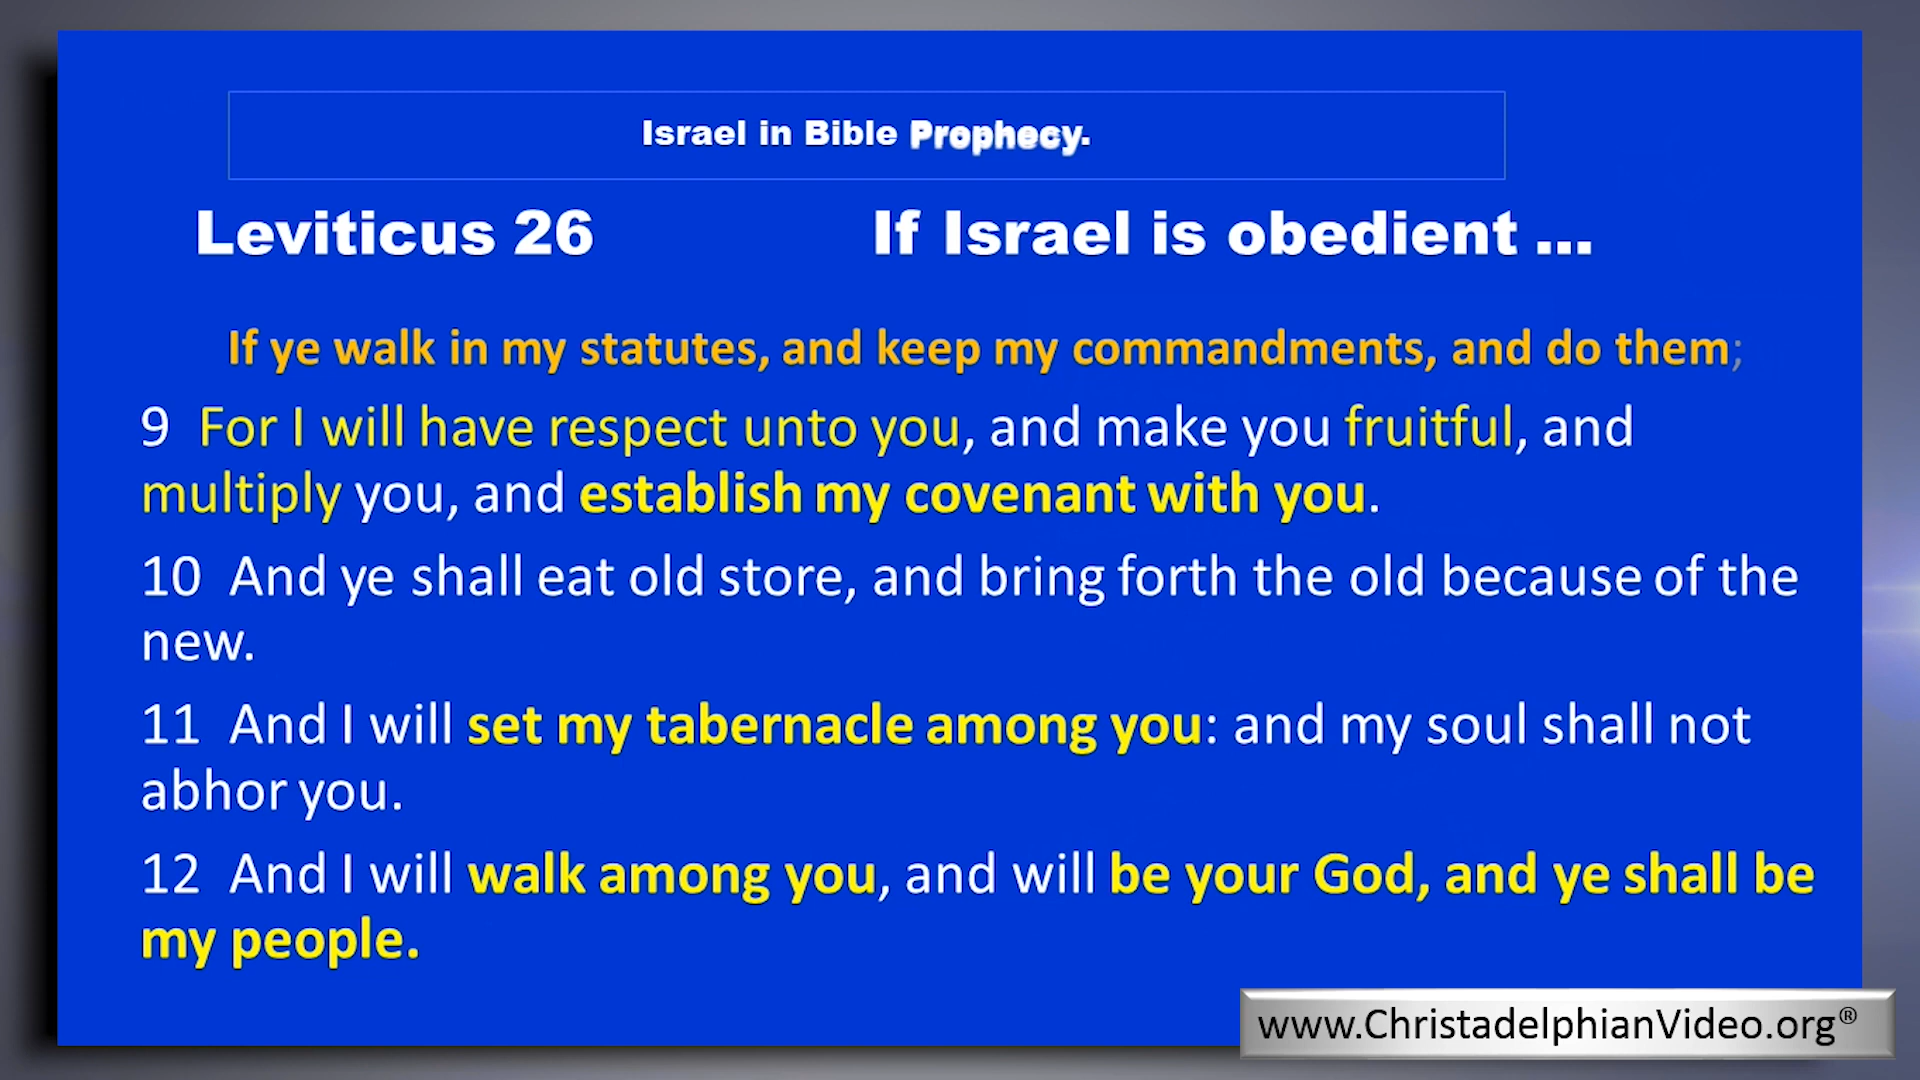 Israel in Bible Prophecy.
Leviticus 26 If Israel is obedient ...
If ye walk in my statutes, and keep my commandments, and do them;
9 For I will have respect unto you, and make you fruitful, and
multiply you, and establish my covenant with you.
10 And ye shall eat old store, and bring forth the old because of the
new.
11 And I will set my tabernacle among you: and my soul shall not
abhor you.
12 And I will walk among you, and will be your God, and ye shall be
my people.
www.ChristadelphianVideo.org®